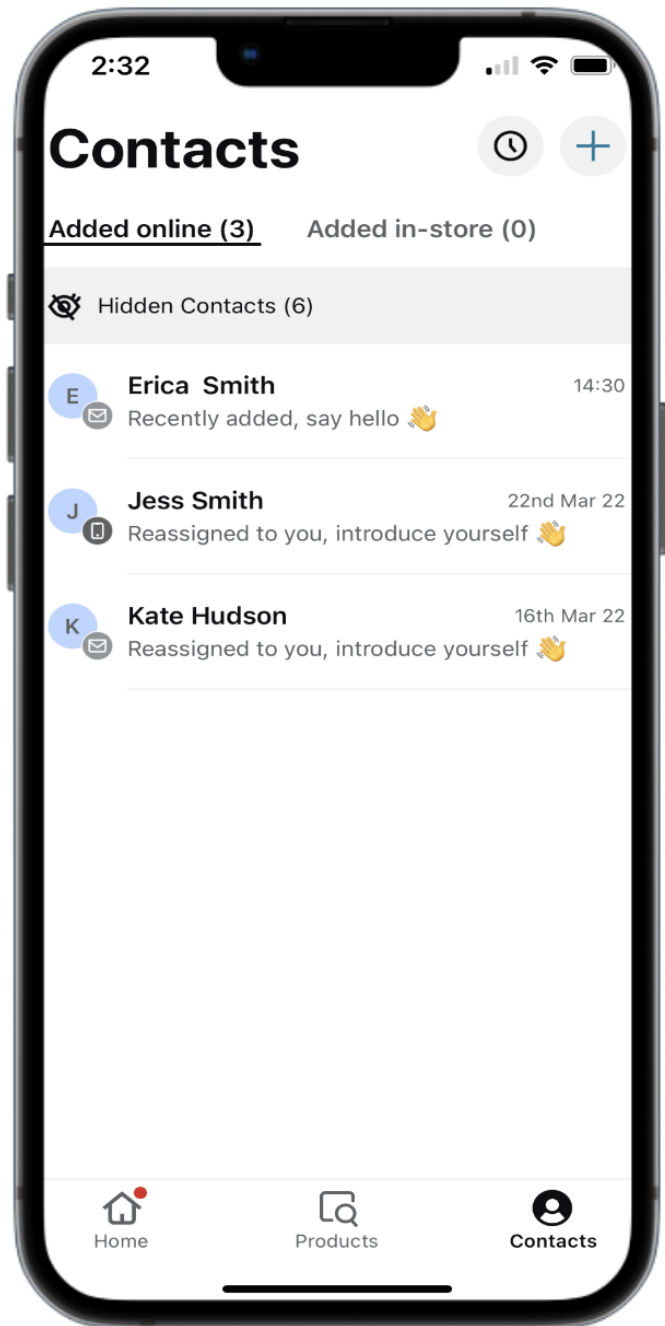 2:32
Contacts
Added online (3) Added in-store (0)
Hidden Contacts (6)
E
Erica  Smith 14:30
Recently added, say hello 👋
J
Jess Smith 22nd Mar 22
Reassigned to you, introduce yourself 👋
K
Kate Hudson 16th Mar 22
Reassigned to you, introduce yourself 👋
Home Products Contacts